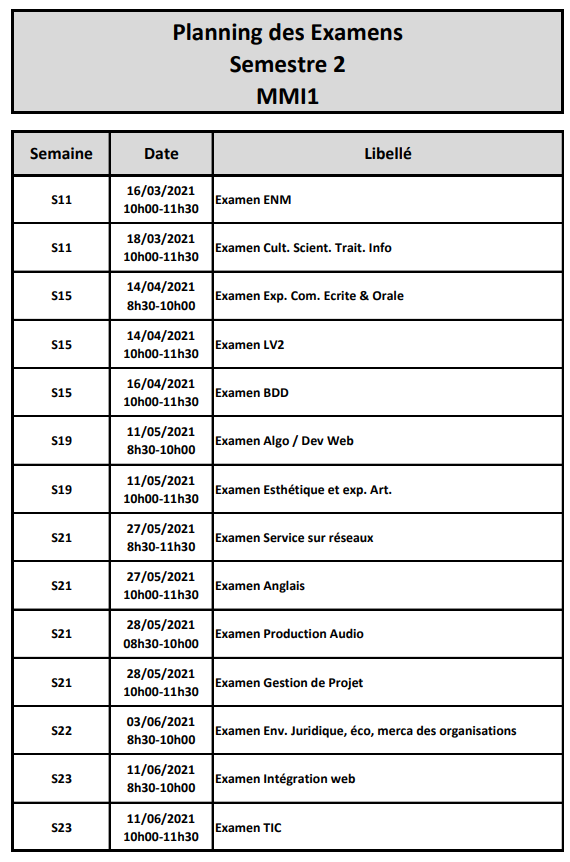 Planning des Examens
Semestre 2
MMI1
Semaine Date Libellé
S11 16/03/2021 10h00-11h30 Examen ENM
S11 18/03/2021 10h00-11h30 Examen Cult. Scient. Trait. Info
S15 14/04/2021 8h30-10h00 Examen Exp. Com. Ecrite & Orale
S15 14/04/2021 10h00-11h30 Examen LV2
S15 16/04/2021 10h00-11h30 Examen BDD
S19 11/05/2021 8h30-10h00 Examen Algo / Dev Web
S19 11/05/2021 10h00-11h30 Examen Esthétique et exp. Art.
S21 27/05/2021 8h30-11h30 Examen Service sur réseaux
S21 27/05/2021 10h00-11h30 Examen Anglais
S21 28/05/2021 08h30-10h00 Examen Production Audio
S21 28/05/2021 10h00-11h30 Examen Gestion de Projet
S22 03/06/2021 8h30-10h00 Examen Env. Juridique, éco, merca des organisations
S23 11/06/2021 8h30-10h00 Examen Intégration web
S23 11/06/2021 10h00-11h30 Examen TIC